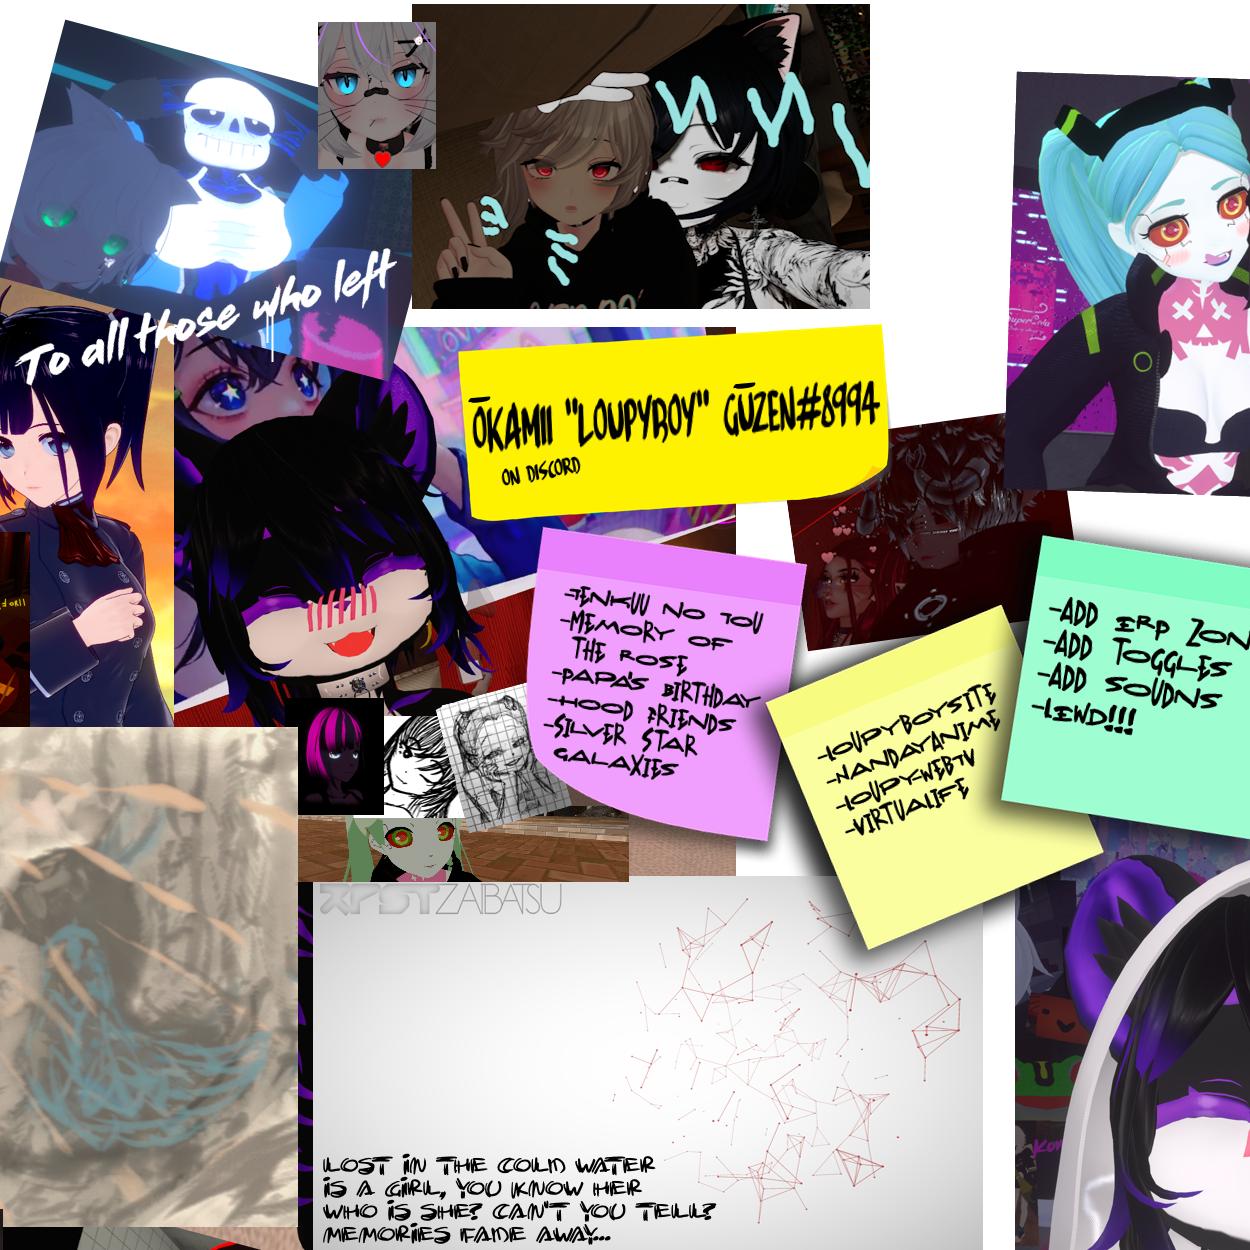 To all those who left
ŌKAMII "LOUPYBOY" GŪZEN#8994
ON DISCORD
-TENKUU NO TOU
-MEMORY OF
THE ROSE
-PAPA'S BIRTHDAY
-HOOD FRIENDS
-SILVER STAR
GALAXIES
-LOUPYBOYSITE
-NANDAYANIME
-LOUPYWEBTV
-VIRTUALIFE
-ADD ERP ZON
-ADD TOGGLES
-ADD SOUDNS
-LEWD!!!
RPST ZAIBATSU
LOST IN THE COLD WATER
IS A GIRL, YOU KNOW HER
WHO IS SHE? CAN'T YOU TELL?
MEMORIES FADE AWAY...